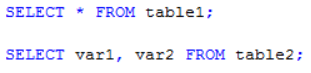 SELECT * FROM table1;
SELECT var1, var2 FROM table2;